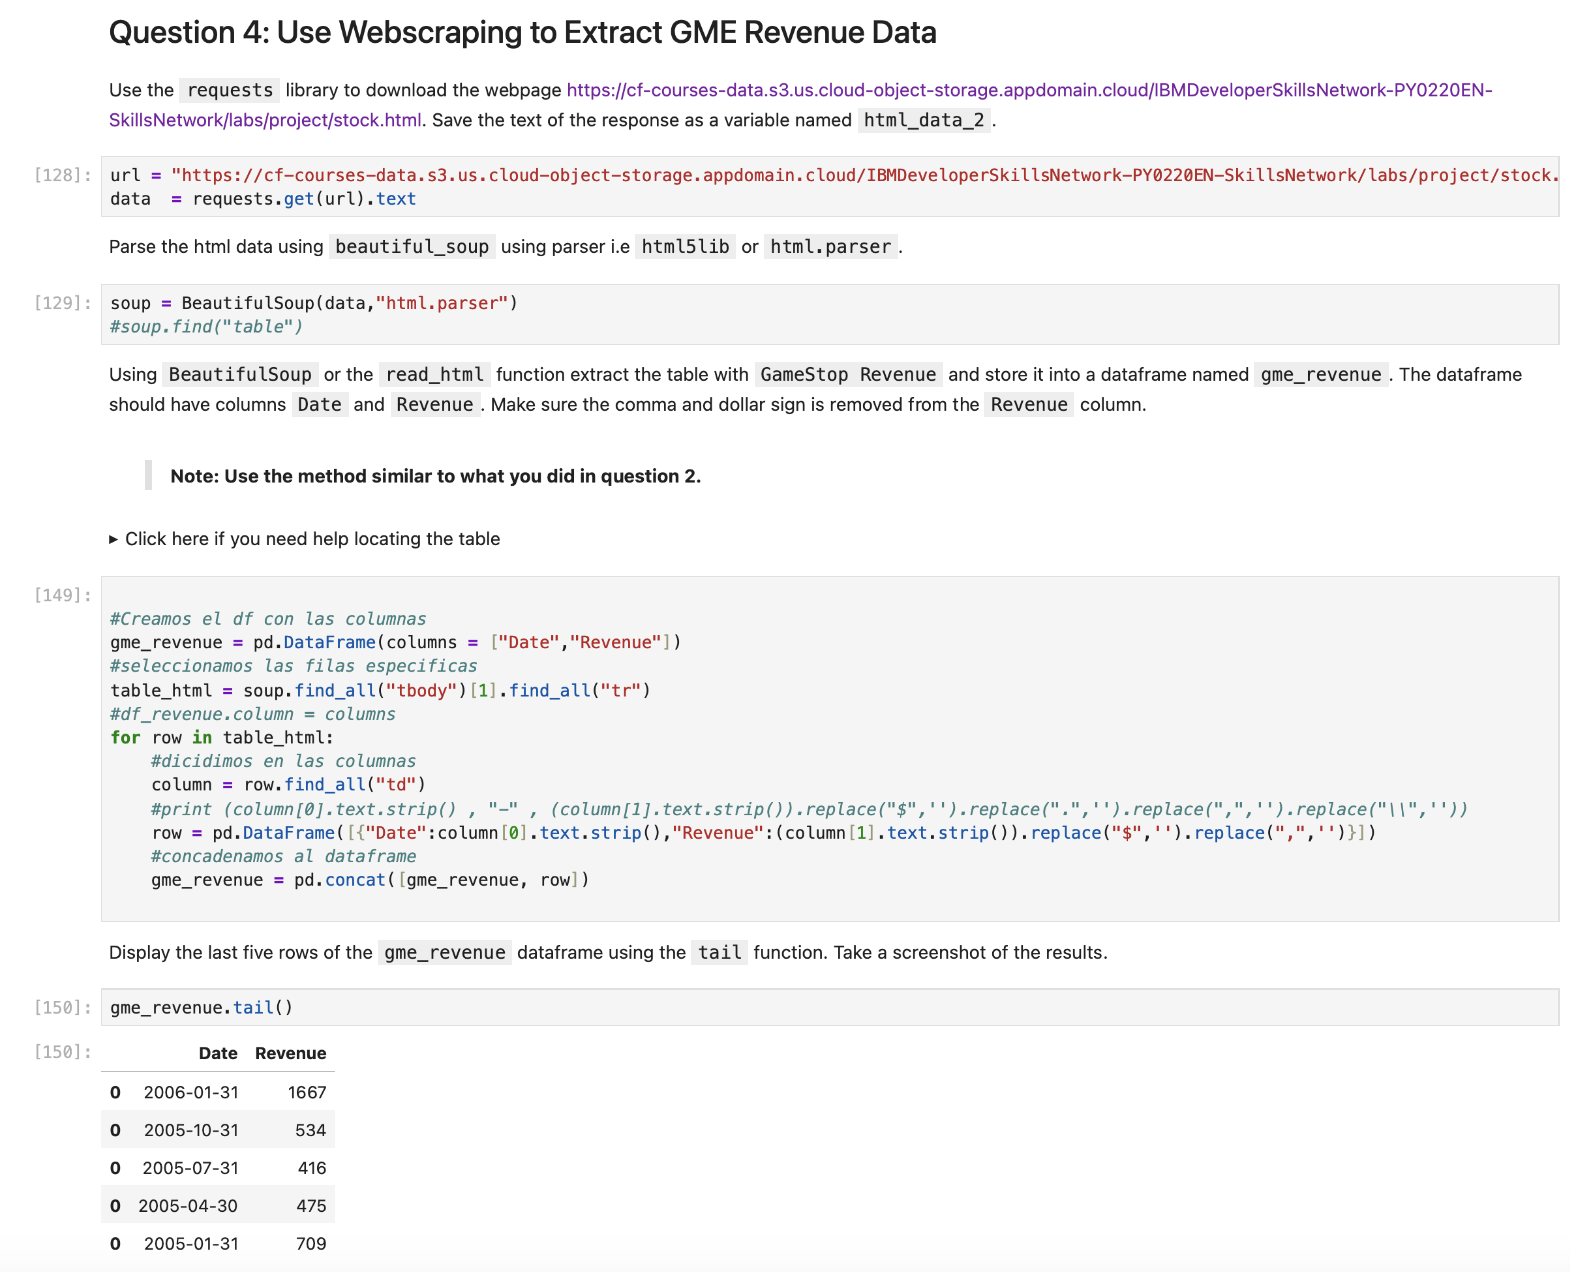 Question 4: Use Webscraping to Extract GME Revenue Data
Use the requests library to download the webpage https://cf-courses-data.s3.us.cloud-object-storage.appdomain.cloud/IBMDeveloperSkillsNetwork-PY0220EN-
SkillsNetwork/labs/project/stock.html. Save the text of the response as a variable named html_data_2.
[128]: url = "https://cf-courses-data.s3.us.cloud-object-storage.appdomain.cloud/IBMDeveloperSkillsNetwork-PY0220EN-SkillsNetwork/labs/project/stock.
data  = requests.get(url).text
Parse the html data using beautiful_soup using parser i.e html5lib or html.parser.
[129]: soup = BeautifulSoup(data,"html.parser")
#soup.find("table")
Using BeautifulSoup or the read_html function extract the table with GameStop Revenue and store it into a dataframe named gme_revenue. The dataframe
should have columns Date and Revenue. Make sure the comma and dollar sign is removed from the Revenue column.
Note: Use the method similar to what you did in question 2.
▸ Click here if you need help locating the table
[149]:
#Creamos el df con las columnas
gme_revenue = pd.DataFrame(columns = ["Date","Revenue"])
#seleccionamos las filas especificas
table_html = soup.find_all("tbody")[1].find_all("tr")
#df_revenue.column = columns
for row in table_html:
    #dicidimos en las columnas
    column = row.find_all("td")
    #print (column[0].text.strip() , "-" , (column[1].text.strip()).replace("$",'').replace(".",'').replace(",",'').replace("\\",''))
    row = pd.DataFrame([{"Date":column[0].text.strip(),"Revenue":(column[1].text.strip()).replace("$",'').replace(",",'')}])
    #concadenamos al dataframe
    gme_revenue = pd.concat([gme_revenue, row])
Display the last five rows of the gme_revenue dataframe using the tail function. Take a screenshot of the results.
[150]: gme_revenue.tail()
[150]: Date Revenue
0 2006-01-31 1667
0 2005-10-31 534
0 2005-07-31 416
0 2005-04-30 475
0 2005-01-31 709